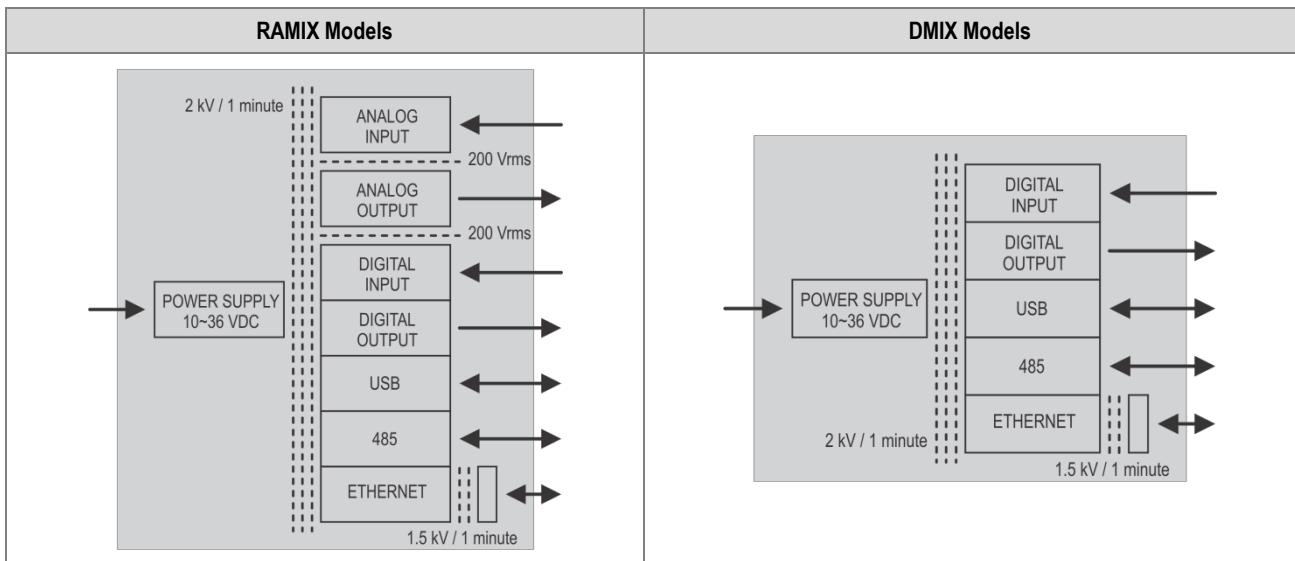 RAMIX Models
DMIX Models
2 kV / 1 minute
ANALOG
INPUT
200 Vrms
ANALOG
OUTPUT
200 Vrms
DIGITAL
INPUT
POWER SUPPLY
10~36 VDC
DIGITAL
OUTPUT
USB
485
ETHERNET
1.5 kV / 1 minute
DIGITAL
INPUT
DIGITAL
OUTPUT
POWER SUPPLY
10~36 VDC
USB
485
ETHERNET
2 kV / 1 minute
1.5 kV / 1 minute